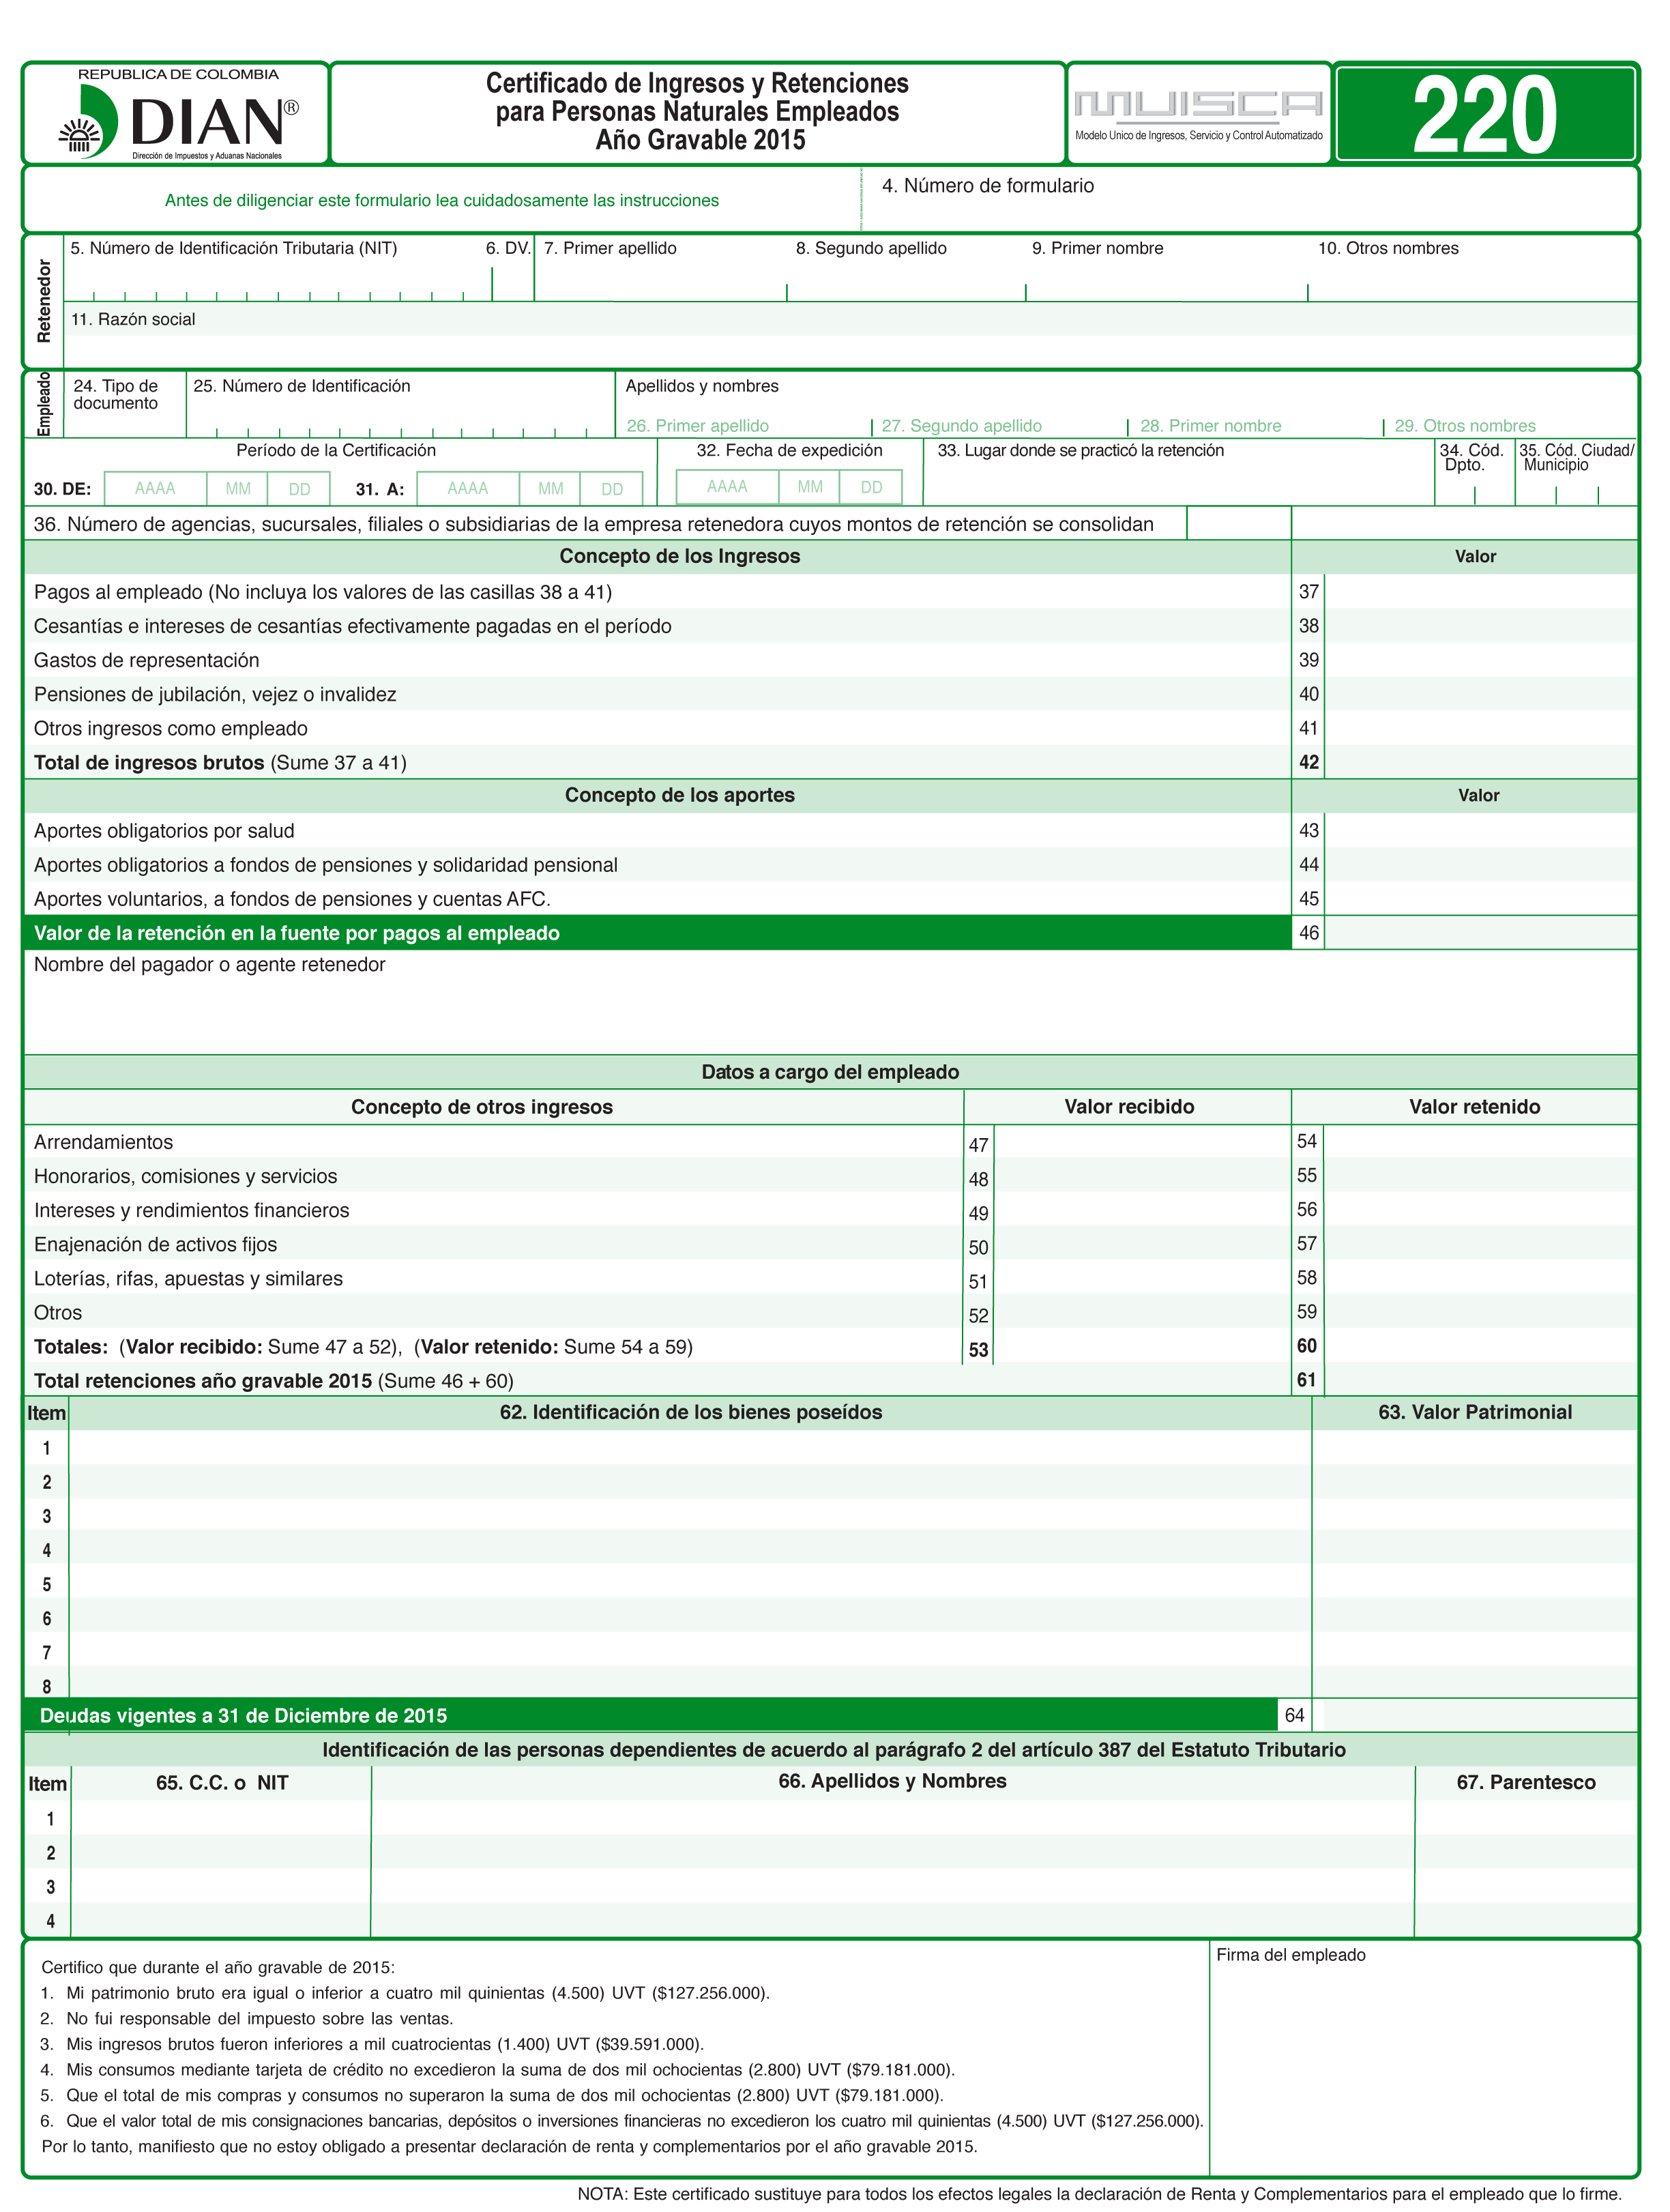 REPUBLICA DE COLOMBIA
DIAN®
Dirección de Impuestos y Aduanas Nacionales
Certificado de Ingresos y Retenciones
para Personas Naturales Empleados
Año Gravable 2015
MUISCA
Modelo Unico de Ingresos, Servicio y Control Automatizado
220
Antes de diligenciar este formulario lea cuidadosamente las instrucciones
4. Número de formulario
Retenedor
5. Número de Identificación Tributaria (NIT) 6. DV. 7. Primer apellido 8. Segundo apellido 9. Primer nombre 10. Otros nombres
11. Razón social
Empleado
24. Tipo de documento
25. Número de Identificación
Apellidos y nombres
26. Primer apellido 27. Segundo apellido 28. Primer nombre 29. Otros nombres
Período de la Certificación
30. DE: AAAA MM DD 31. A: AAAA MM DD
32. Fecha de expedición
AAAA MM DD
33. Lugar donde se practicó la retención
34. Cód. Dpto.
35. Cód. Ciudad/ Municipio
36. Número de agencias, sucursales, filiales o subsidiarias de la empresa retenedora cuyos montos de retención se consolidan
Concepto de los Ingresos Valor
Pagos al empleado (No incluya los valores de las casillas 38 a 41) 37
Cesantías e intereses de cesantías efectivamente pagadas en el período 38
Gastos de representación 39
Pensiones de jubilación, vejez o invalidez 40
Otros ingresos como empleado 41
Total de ingresos brutos (Sume 37 a 41) 42
Concepto de los aportes Valor
Aportes obligatorios por salud 43
Aportes obligatorios a fondos de pensiones y solidaridad pensional 44
Aportes voluntarios, a fondos de pensiones y cuentas AFC. 45
Valor de la retención en la fuente por pagos al empleado 46
Nombre del pagador o agente retenedor
Datos a cargo del empleado
Concepto de otros ingresos Valor recibido Valor retenido
Arrendamientos 47 54
Honorarios, comisiones y servicios 48 55
Intereses y rendimientos financieros 49 56
Enajenación de activos fijos 50 57
Loterías, rifas, apuestas y similares 51 58
Otros 52 59
Totales: (Valor recibido: Sume 47 a 52), (Valor retenido: Sume 54 a 59) 53 60
Total retenciones año gravable 2015 (Sume 46 + 60) 61
Item 62. Identificación de los bienes poseídos 63. Valor Patrimonial
1
2
3
4
5
6
7
8
Deudas vigentes a 31 de Diciembre de 2015 64
Identificación de las personas dependientes de acuerdo al parágrafo 2 del artículo 387 del Estatuto Tributario
Item 65. C.C. o NIT 66. Apellidos y Nombres 67. Parentesco
1
2
3
4
Certifico que durante el año gravable de 2015:
1. Mi patrimonio bruto era igual o inferior a cuatro mil quinientas (4.500) UVT ($127.256.000).
2. No fui responsable del impuesto sobre las ventas.
3. Mis ingresos brutos fueron inferiores a mil cuatrocientas (1.400) UVT ($39.591.000).
4. Mis consumos mediante tarjeta de crédito no excedieron la suma de dos mil ochocientas (2.800) UVT ($79.181.000).
5. Que el total de mis compras y consumos no superaron la suma de dos mil ochocientas (2.800) UVT ($79.181.000).
6. Que el valor total de mis consignaciones bancarias, depósitos o inversiones financieras no excedieron los cuatro mil quinientas (4.500) UVT ($127.256.000).
Por lo tanto, manifiesto que no estoy obligado a presentar declaración de renta y complementarios por el año gravable 2015.
Firma del empleado
NOTA: Este certificado sustituye para todos los efectos legales la declaración de Renta y Complementarios para el empleado que lo firme.